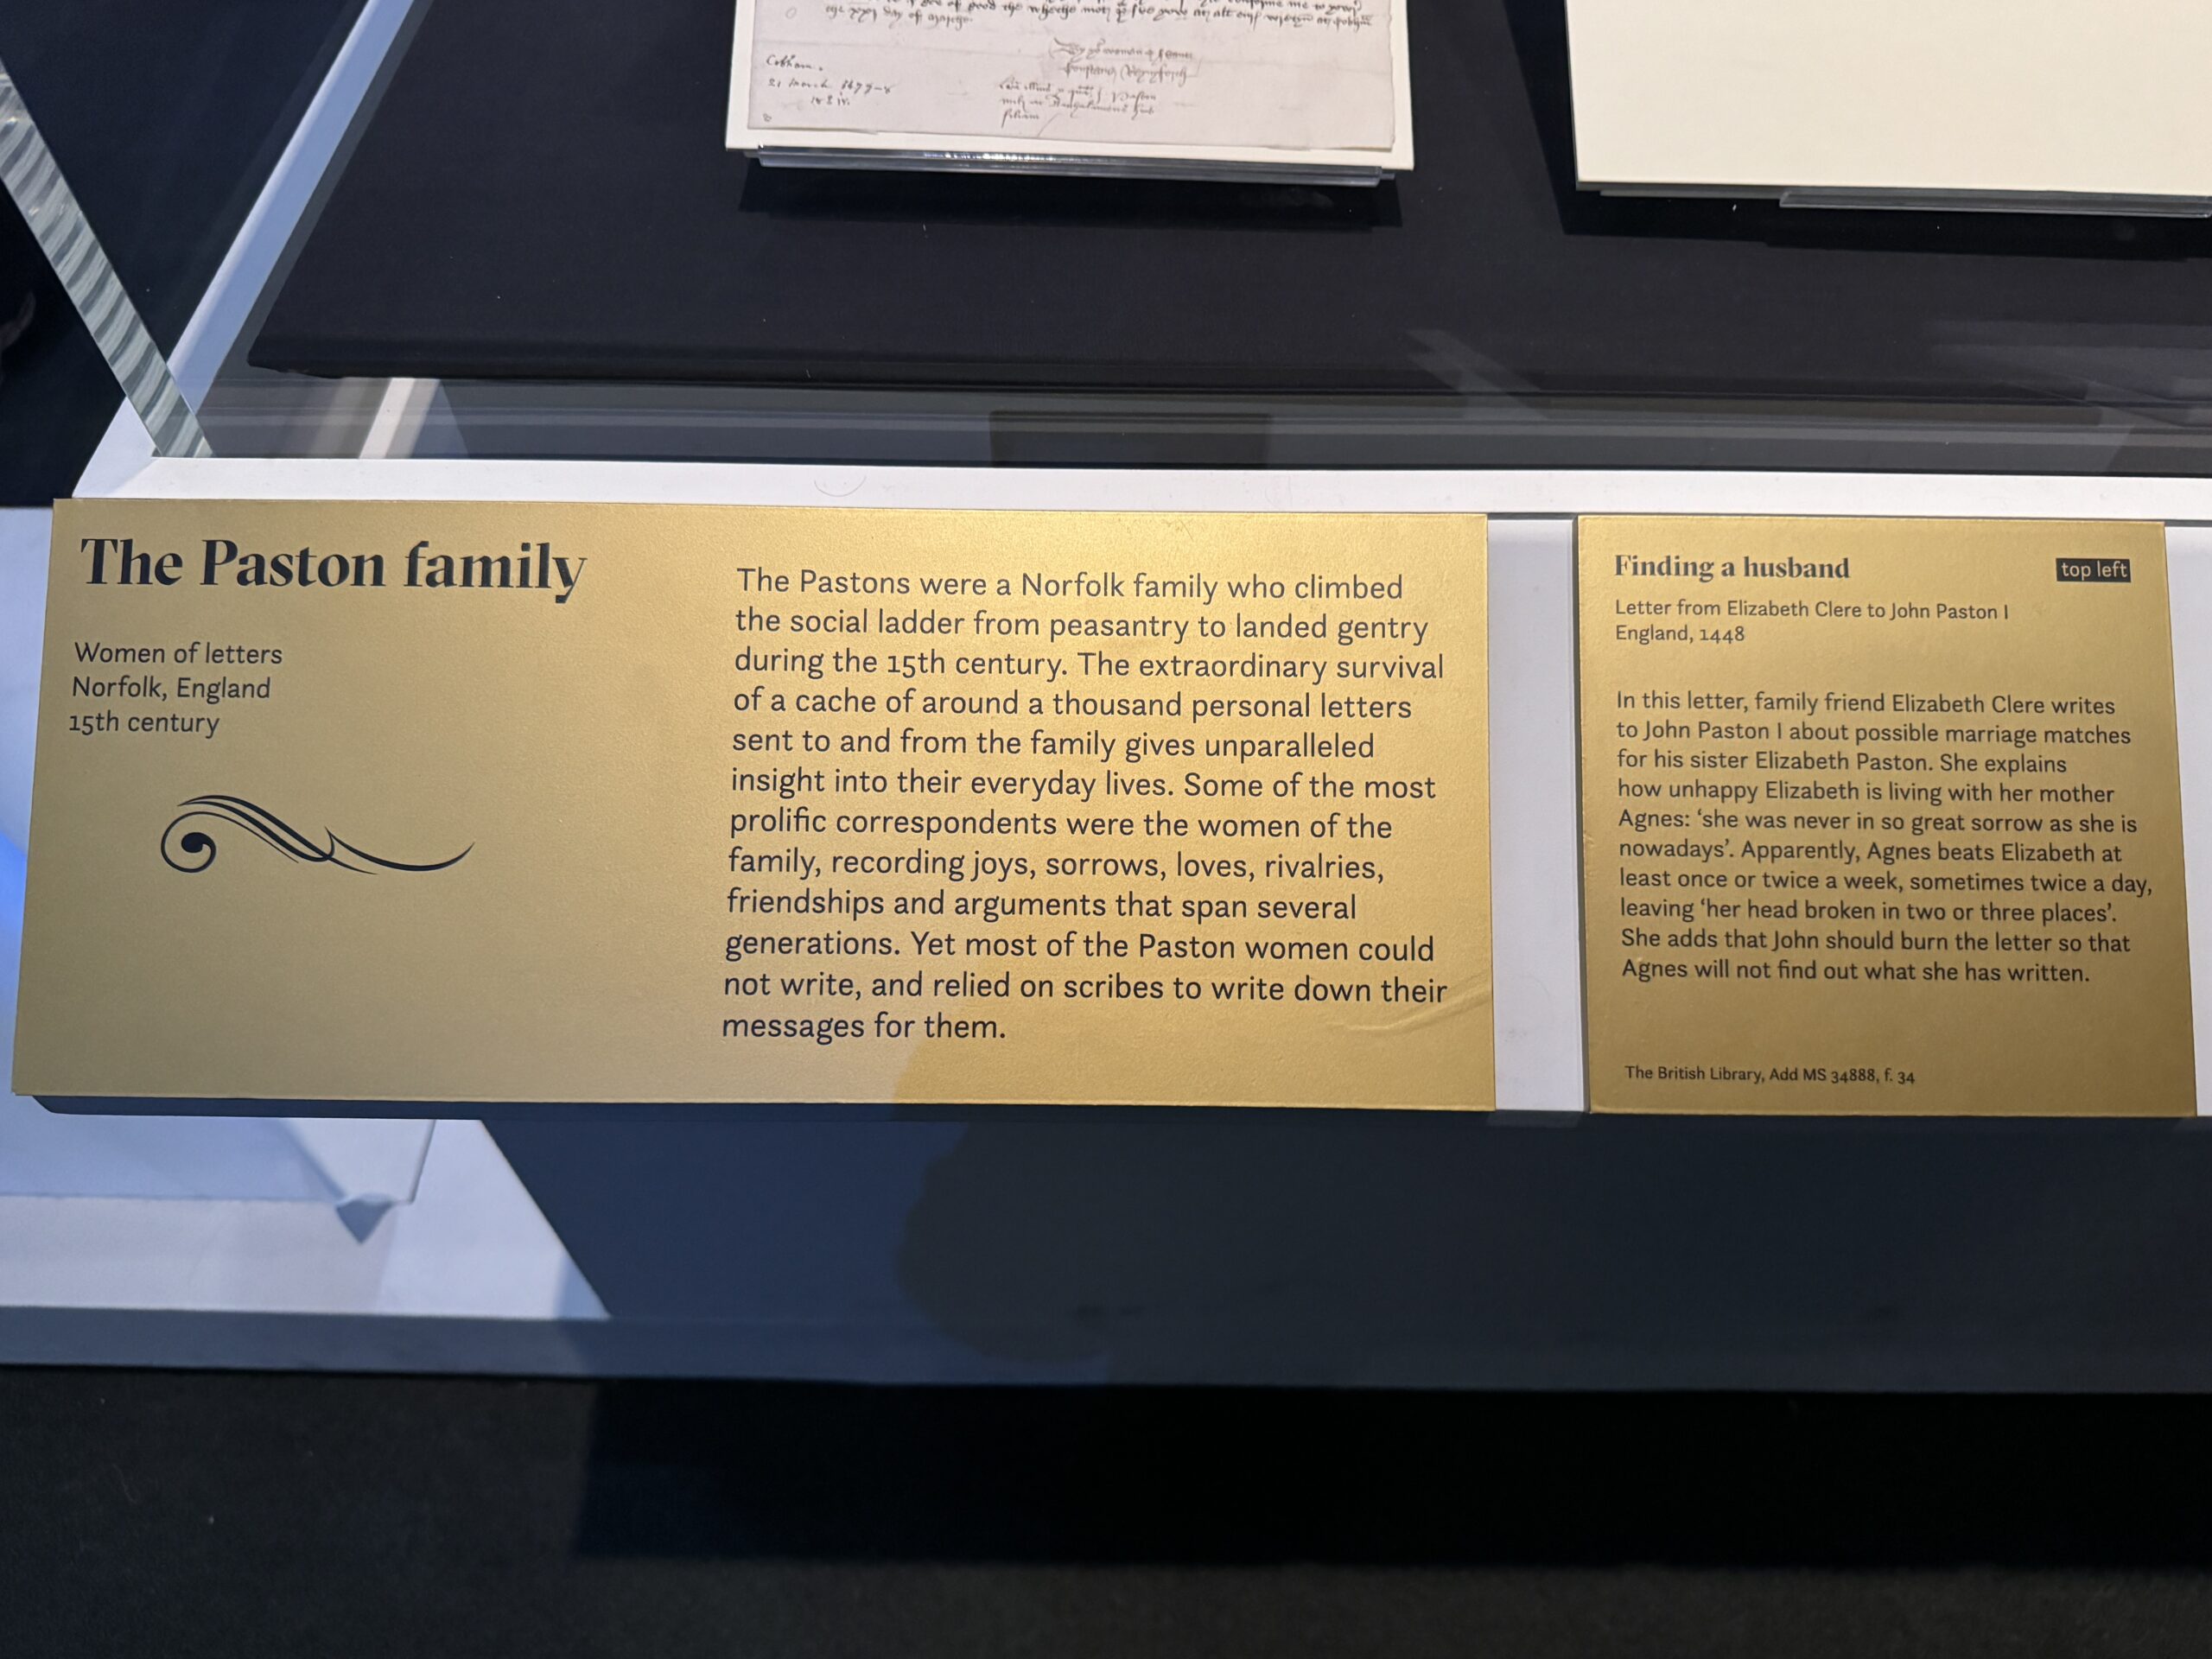 the xxj day of
Cobham.
21 March 1477-8
The Paston family
Women of letters
Norfolk, England
15th century
The Pastons were a Norfolk family who climbed
the social ladder from peasantry to landed gentry
during the 15th century. The extraordinary survival
of a cache of around a thousand personal letters
sent to and from the family gives unparalleled
insight into their everyday lives. Some of the most
prolific correspondents were the women of the
family, recording joys, sorrows, loves, rivalries,
friendships and arguments that span several
generations. Yet most of the Paston women could
not write, and relied on scribes to write down their
messages for them.
Finding a husband
top left
Letter from Elizabeth Clere to John Paston I
England, 1448
In this letter, family friend Elizabeth Clere writes
to John Paston I about possible marriage matches
for his sister Elizabeth Paston. She explains
how unhappy Elizabeth is living with her mother
Agnes: ‘she was never in so great sorrow as she is
nowadays’. Apparently, Agnes beats Elizabeth at
least once or twice a week, sometimes twice a day,
leaving ‘her head broken in two or three places’.
She adds that John should burn the letter so that
Agnes will not find out what she has written.
The British Library, Add MS 34888, f. 34